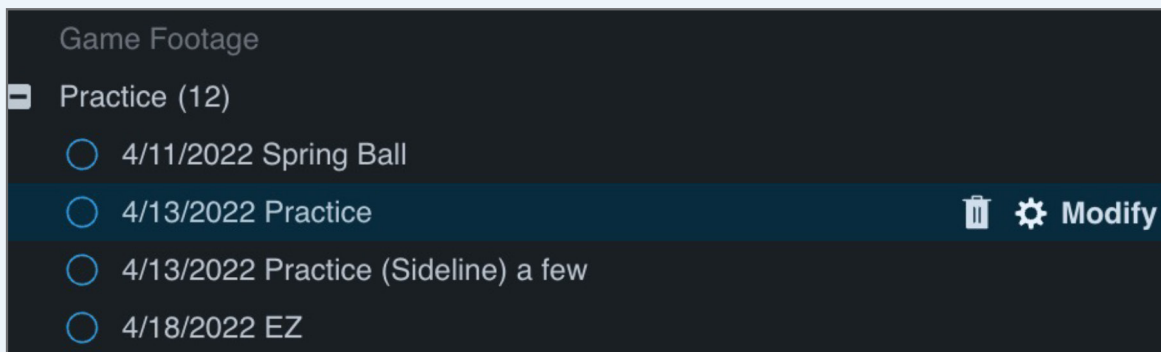 Game Footage
Practice (12)
4/11/2022 Spring Ball
4/13/2022 Practice Modify
4/13/2022 Practice (Sideline) a few
4/18/2022 EZ